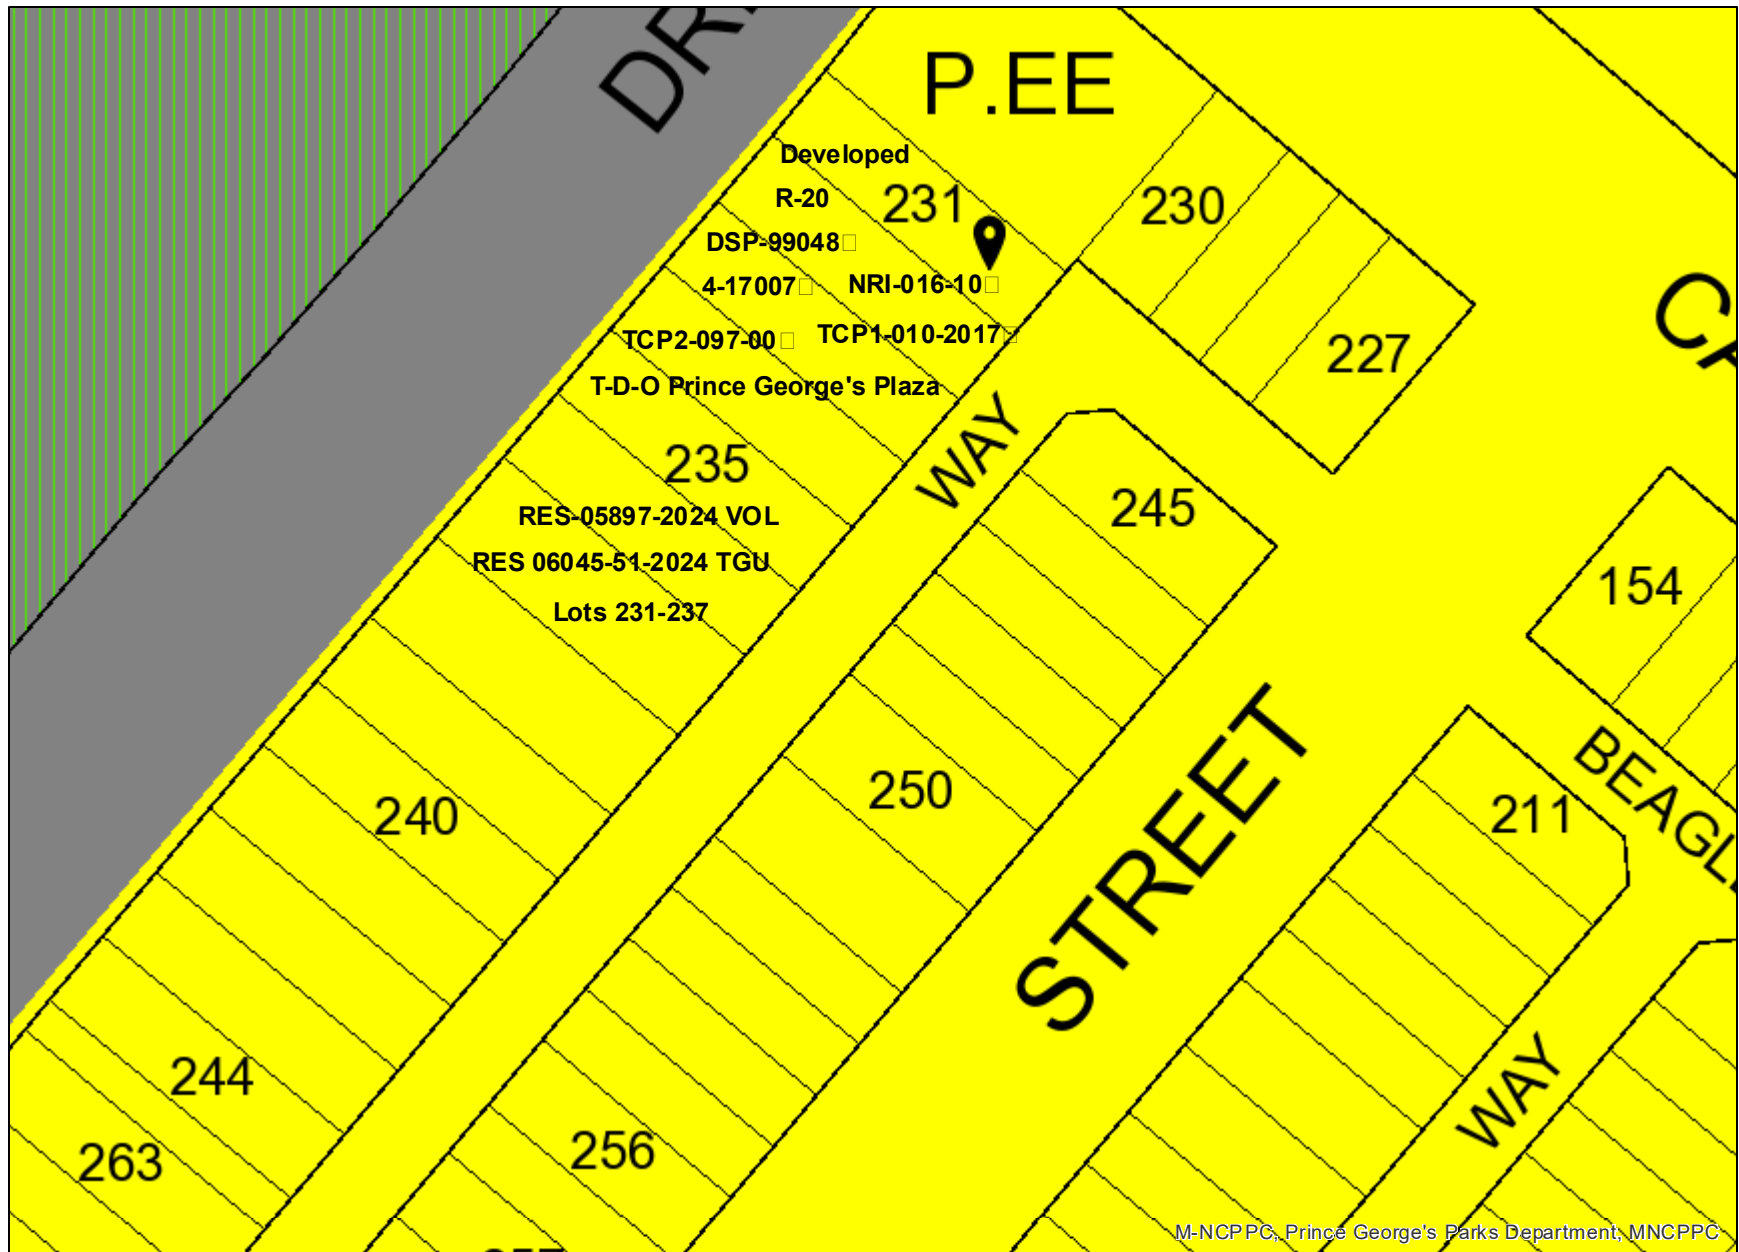 DRI
P.EE
Developed
231
230
R-20
DSP-99048
4-17007
NRI-016-10
TCP2-097-00
TCP1-010-2017
227
T-D-O Prince George's Plaza
WAY
235
245
RES-05897-2024 VOL
RES 06045-51-2024 TGU
154
Lots 231-237
STREET
BEAGLE
240
250
211
244
WAY
263
256
M-NCPPC, Prince George's Parks Department, MNCPPC